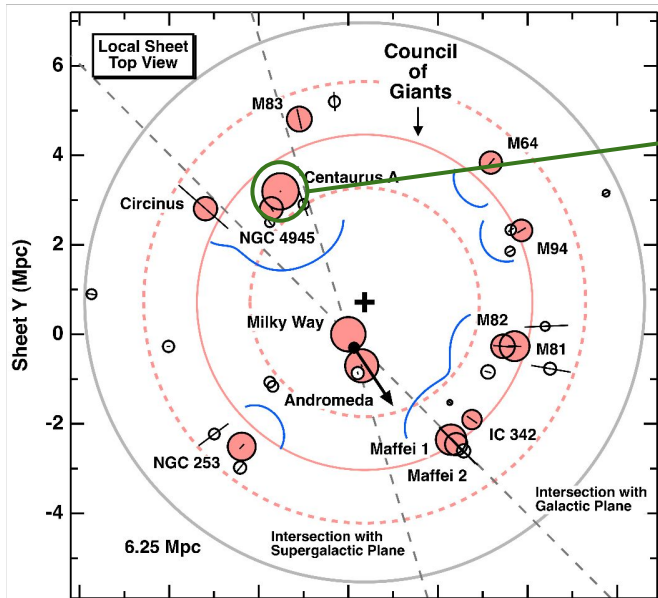 Local Sheet
Top View
Council
of
Giants
M83
M64
Centaurus A
Circinus
NGC 4945
M94
Milky Way
M82
M81
Andromeda
IC 342
Maffei 1
Maffei 2
NGC 253
Intersection with
Galactic Plane
Intersection with
Supergalactic Plane
6.25 Mpc
Sheet Y (Mpc)
6
4
2
0
-2
-4